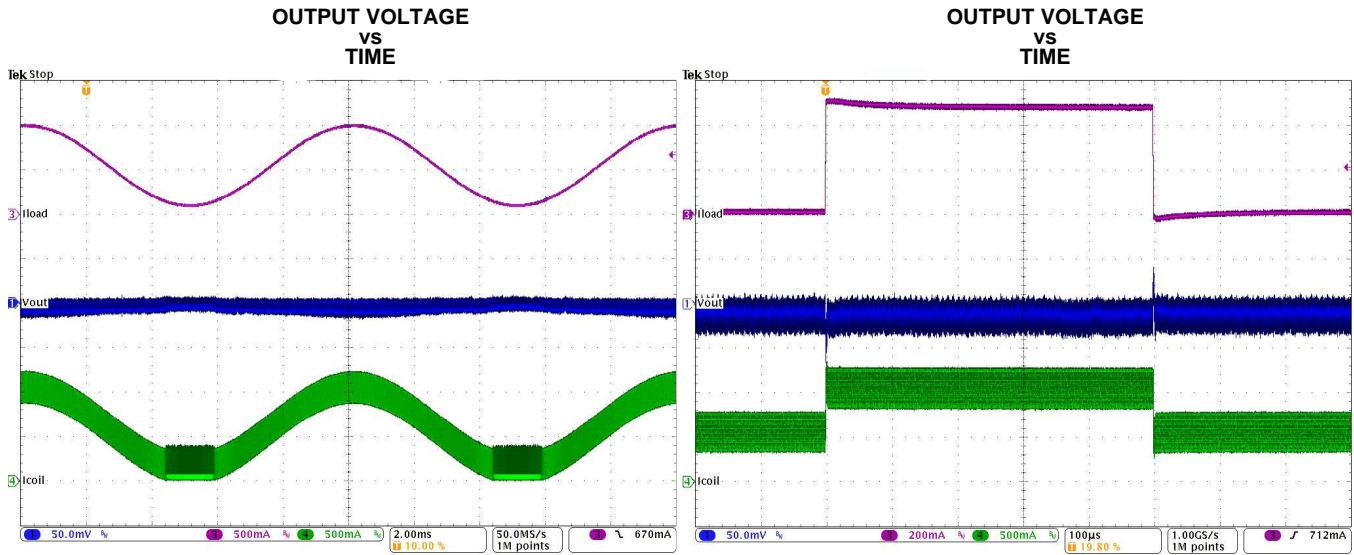 OUTPUT VOLTAGE
vs
TIME
Tek Stop
T
3 Iload
1 Vout
4 Icoil
1 50.0mV 3 500mA 4 500mA 2.00ms 50.0MS/s 3 670mA
T 10.00 % 1M points
OUTPUT VOLTAGE
vs
TIME
Tek Stop
T
3 Iload
1 Vout
4 Icoil
1 50.0mV 3 200mA 4 500mA 100µs 1.00GS/s 3 712mA
T 19.80 % 1M points